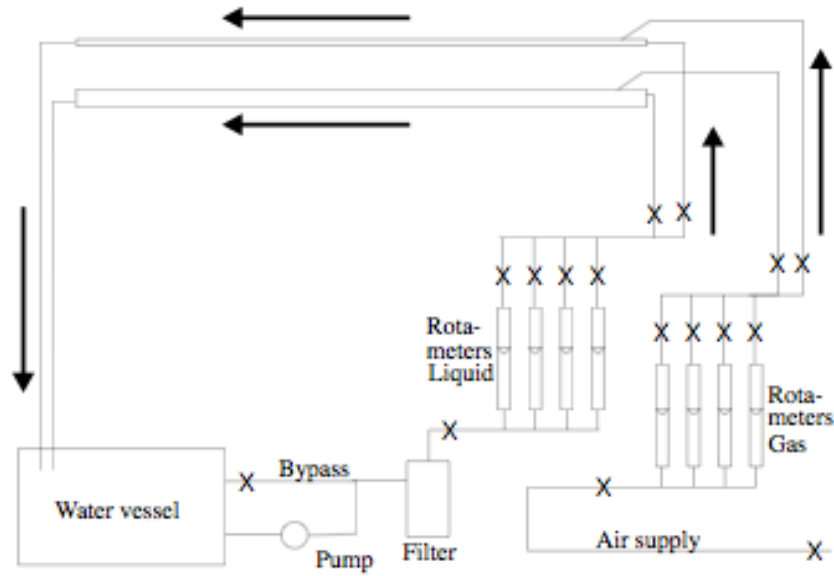 Rota-
meters
Liquid
Rota-
meters
Gas
Bypass
Water vessel
Pump
Filter
Air supply